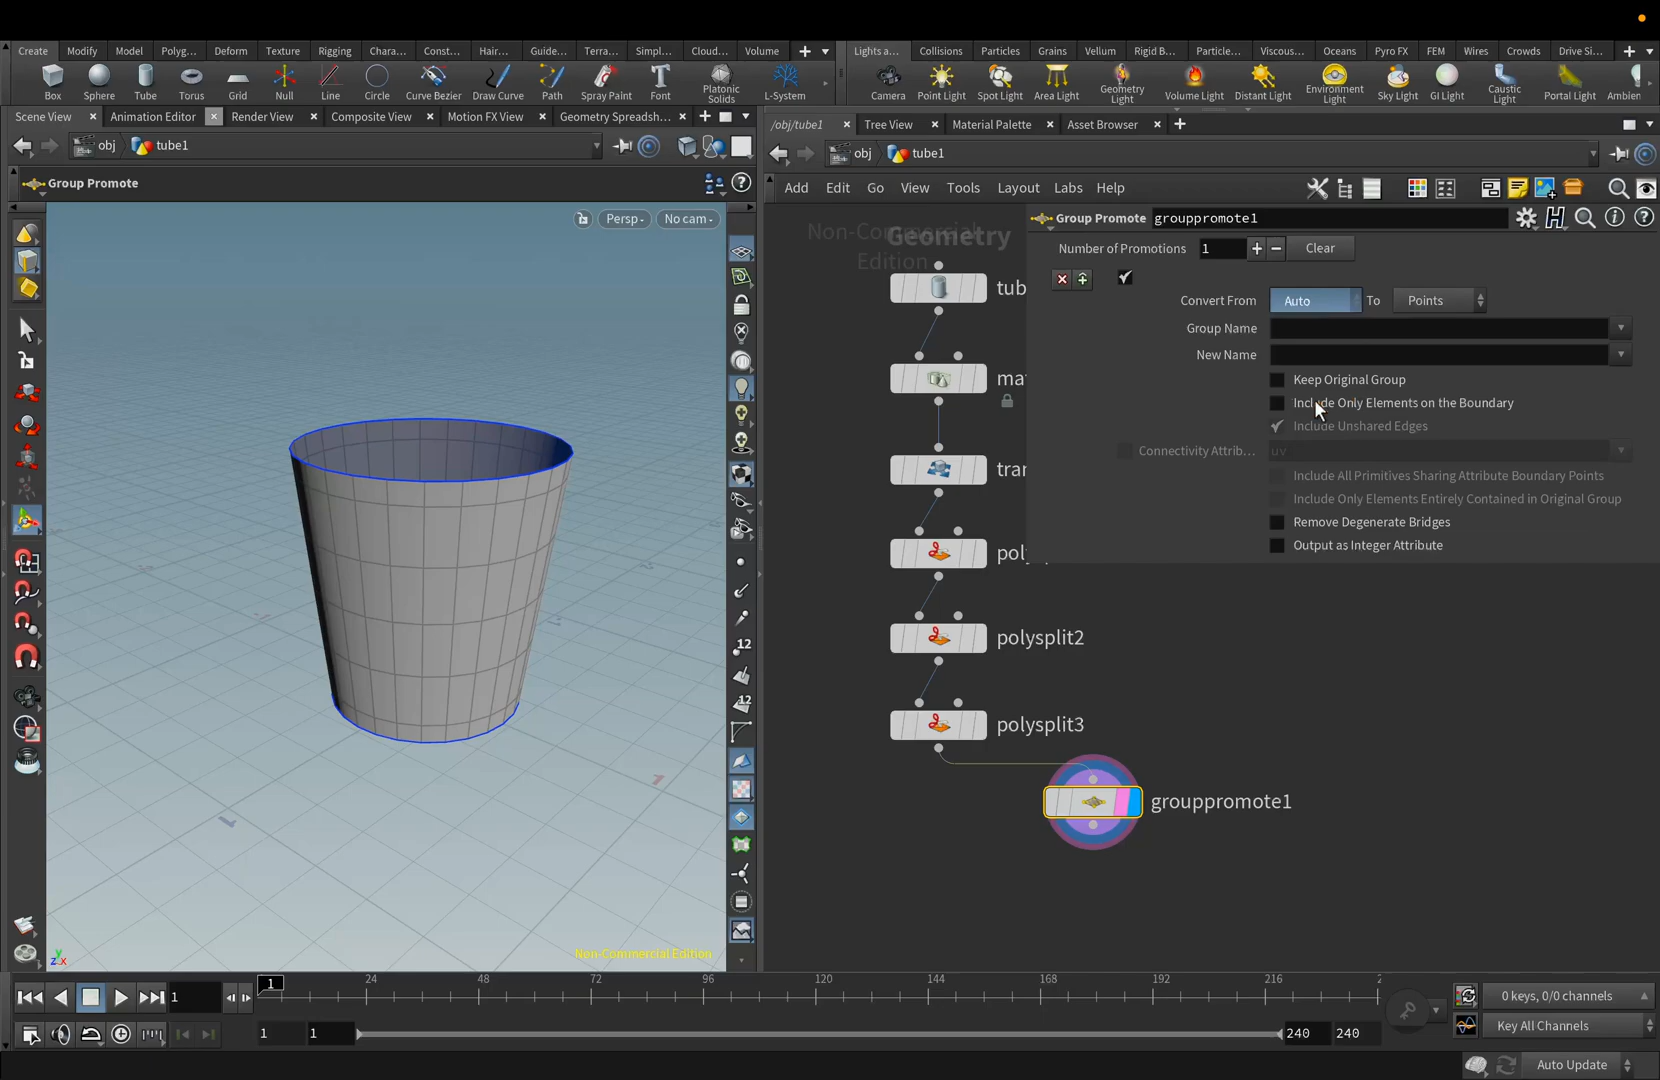 Create Modify Model Polyg... Deform Texture Rigging Chara... Const... Hair... Guide... Terra... Simpl... Cloud... Volume
Lights a... Collisions Particles Grains Vellum Rigid B... Particle... Viscous... Oceans Pyro FX FEM Wires Crowds Drive Si...
Box Sphere Tube Torus Grid Null Line Circle Curve Bezier Draw Curve Path Spray Paint Font Platonic Solids L-System
Camera Point Light Spot Light Area Light Geometry Light Volume Light Distant Light Environment Light Sky Light GI Light Caustic Light Portal Light Ambien
Scene View Animation Editor Render View Composite View Motion FX View Geometry Spreadsh...
/obj/tube1 Tree View Material Palette Asset Browser
obj tube1
obj tube1
Group Promote
Add Edit Go View Tools Layout Labs Help
Persp No cam
Non-Commercial Edition
Geometry
Group Promote grouppromote1
Number of Promotions 1 Clear
Convert From Auto To Points
Group Name
New Name
Keep Original Group
Include Only Elements on the Boundary
Include Unshared Edges
Connectivity Attrib... uv
Include All Primitives Sharing Attribute Boundary Points
Include Only Elements Entirely Contained in Original Group
Remove Degenerate Bridges
Output as Integer Attribute
tub
mat
tran
poly
polysplit2
polysplit3
grouppromote1
12
12
Non-Commercial Edition
y
z x
1 24 48 72 96 120 144 168 192 216 2
1
0 keys, 0/0 channels
1 1 240 240
Key All Channels
Auto Update